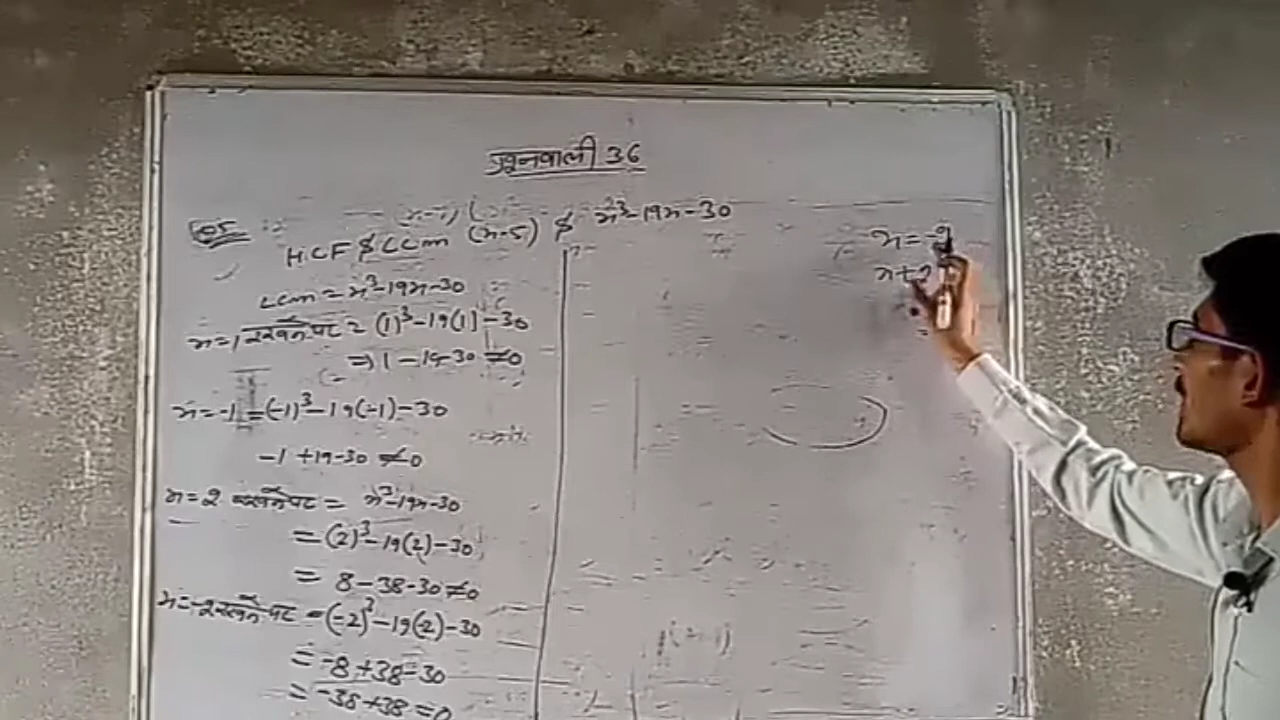 36
HCF & LCM (x-5) & x³-19x-30
LCM = x³-19x-30
x=1 रखने पर = (1)³-19(1)-30
⇒ 1-19-30 ≠0
x=-1 = (-1)³-19(-1)-30
-1+19-30 ≠0
x=2 रखने पर = x³-19x-30
= (2)³-19(2)-30
= 8-38-30 ≠0
x=-2 रखने पर = (-2)³-19(-2)-30
= -8+38-30
= -38+38=0
x=-2
x+2